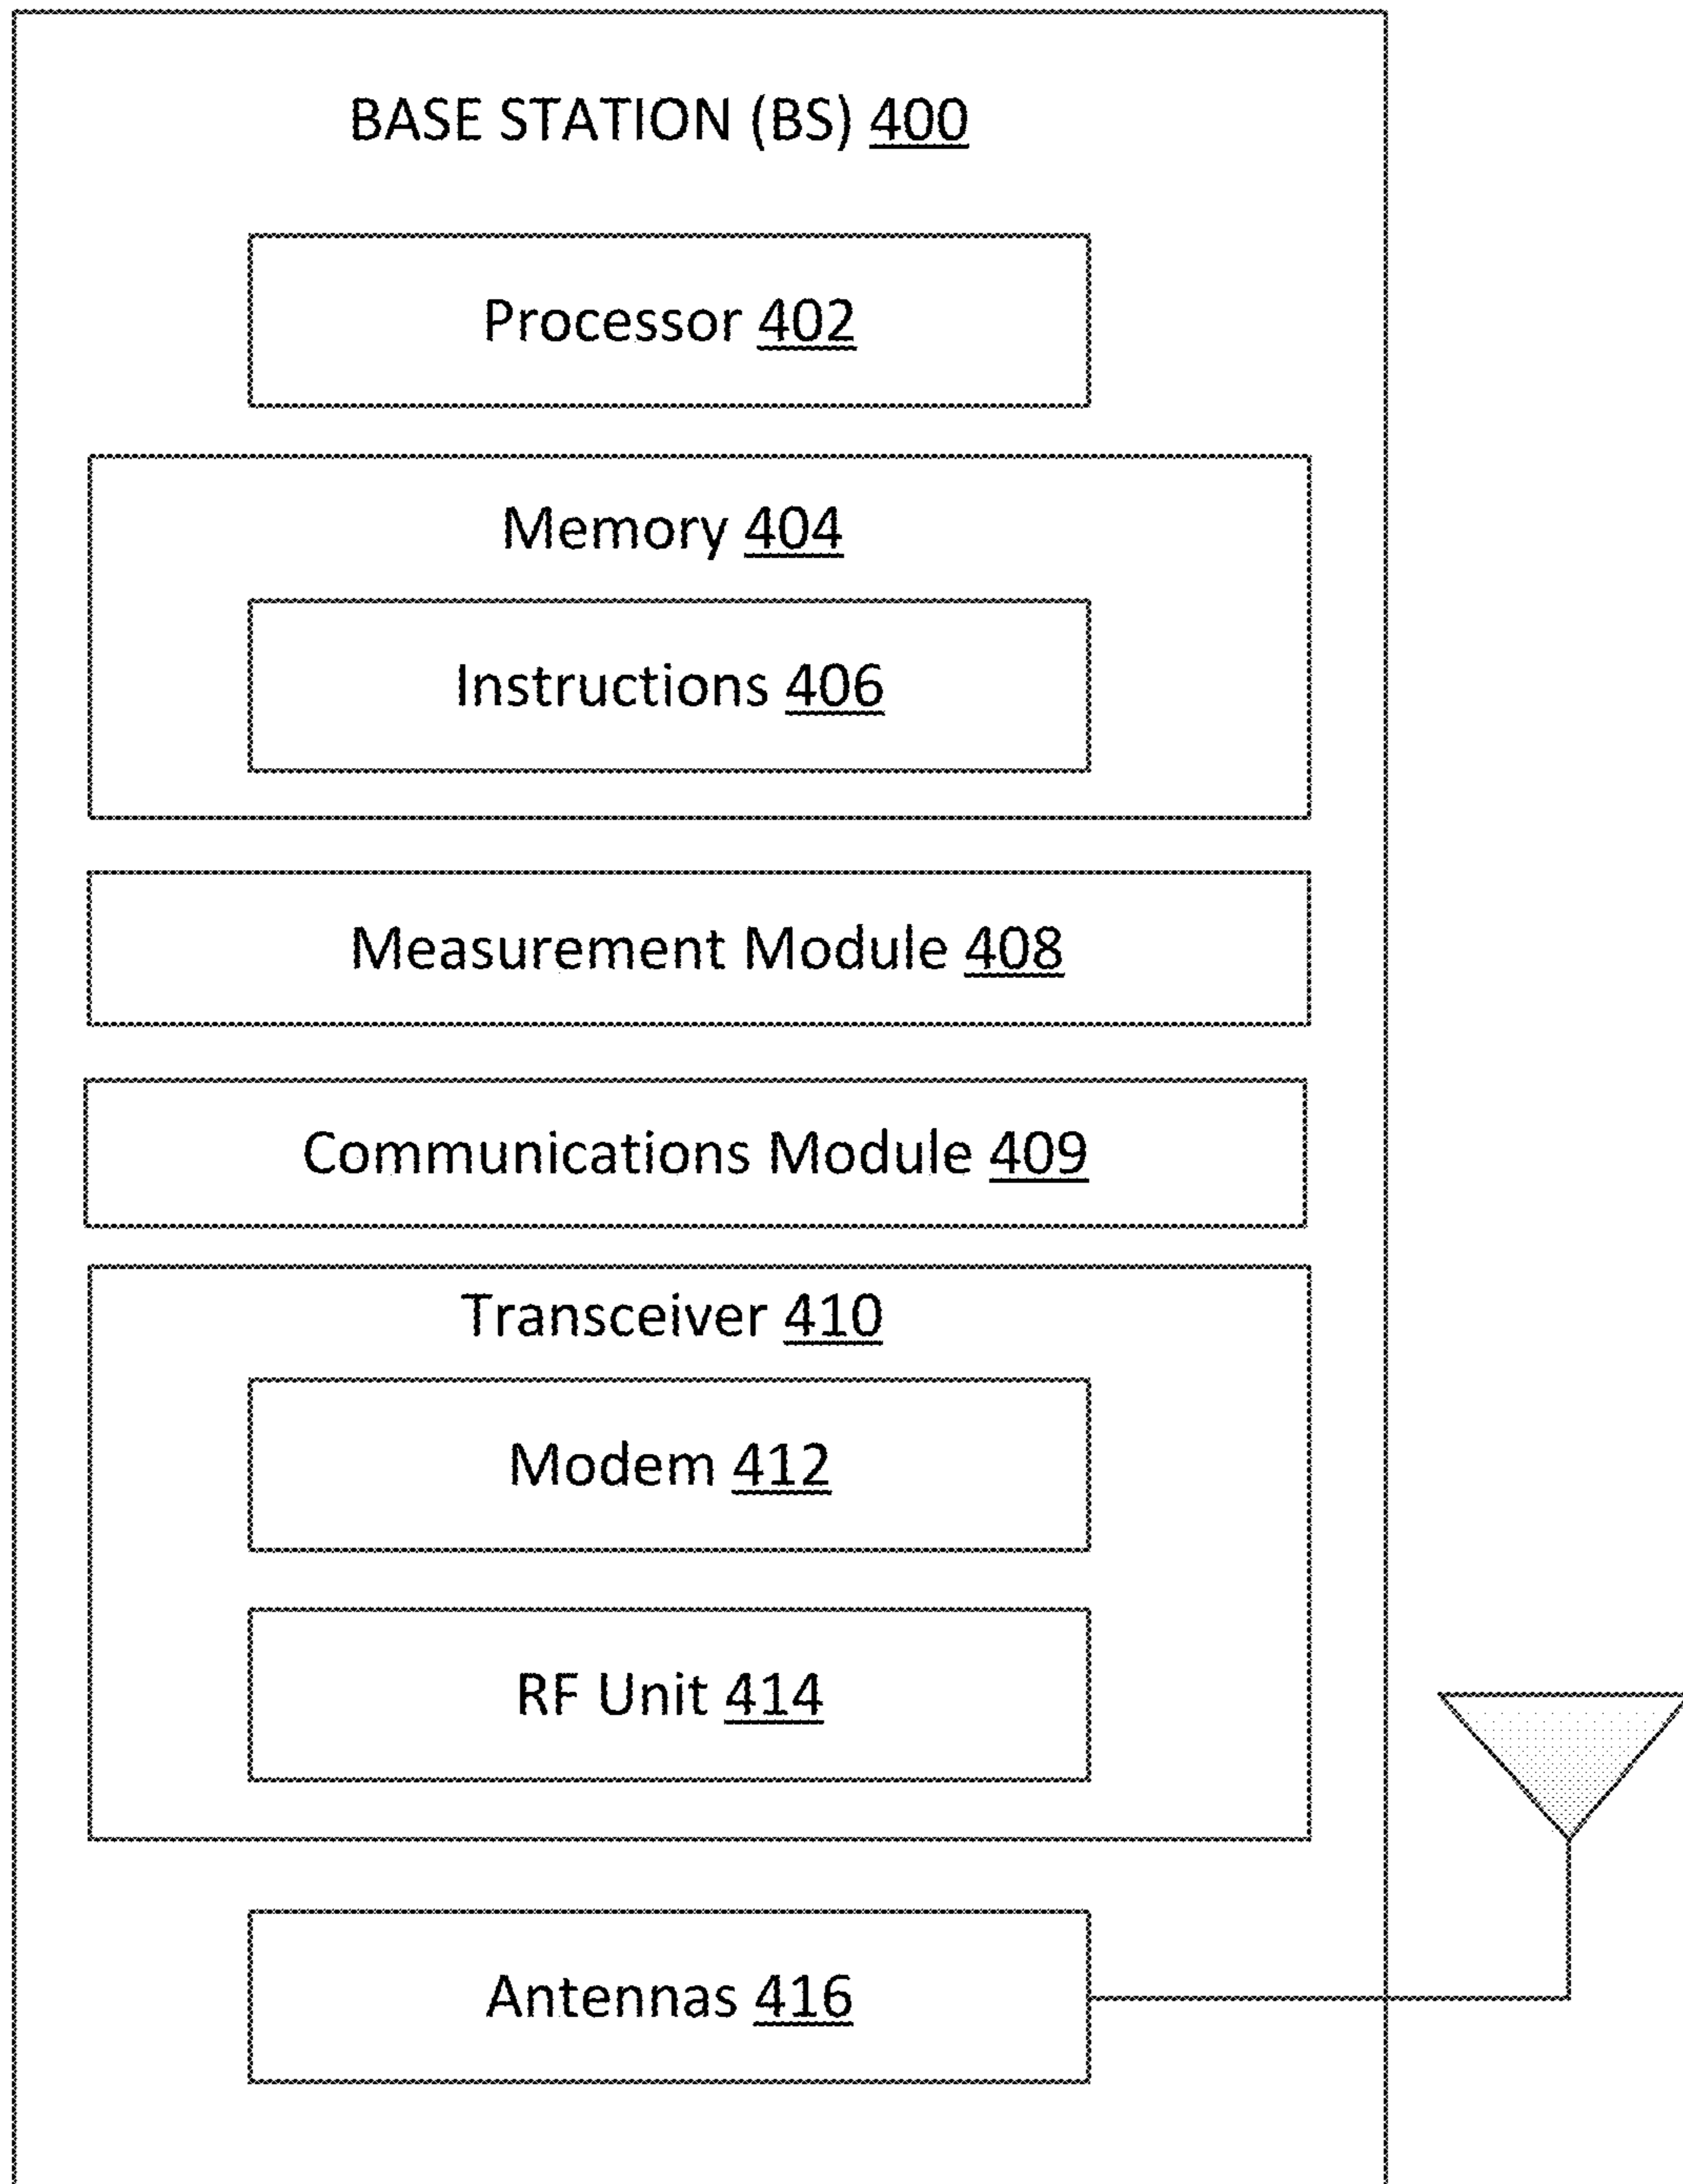 BASE STATION (BS) 400
Processor 402
Memory 404
Instructions 406
Measurement Module 408
Communications Module 409
Transceiver 410
Modem 412
RF Unit 414
Antennas 416